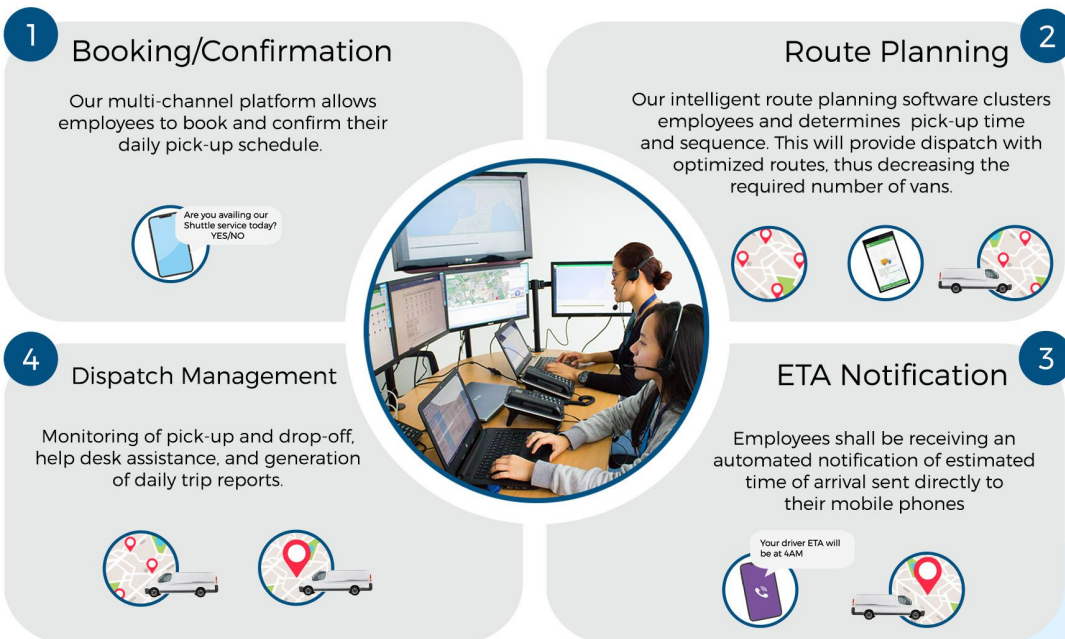 1
Booking/Confirmation
Our multi-channel platform allows
employees to book and confirm their
daily pick-up schedule.
Are you availing our
Shuttle service today?
YES/NO
2
Route Planning
Our intelligent route planning software clusters
employees and determines pick-up time
and sequence. This will provide dispatch with
optimized routes, thus decreasing the
required number of vans.
3
ETA Notification
Employees shall be receiving an
automated notification of estimated
time of arrival sent directly to
their mobile phones
Your driver ETA will
be at 4AM
4
Dispatch Management
Monitoring of pick-up and drop-off,
help desk assistance, and generation
of daily trip reports.